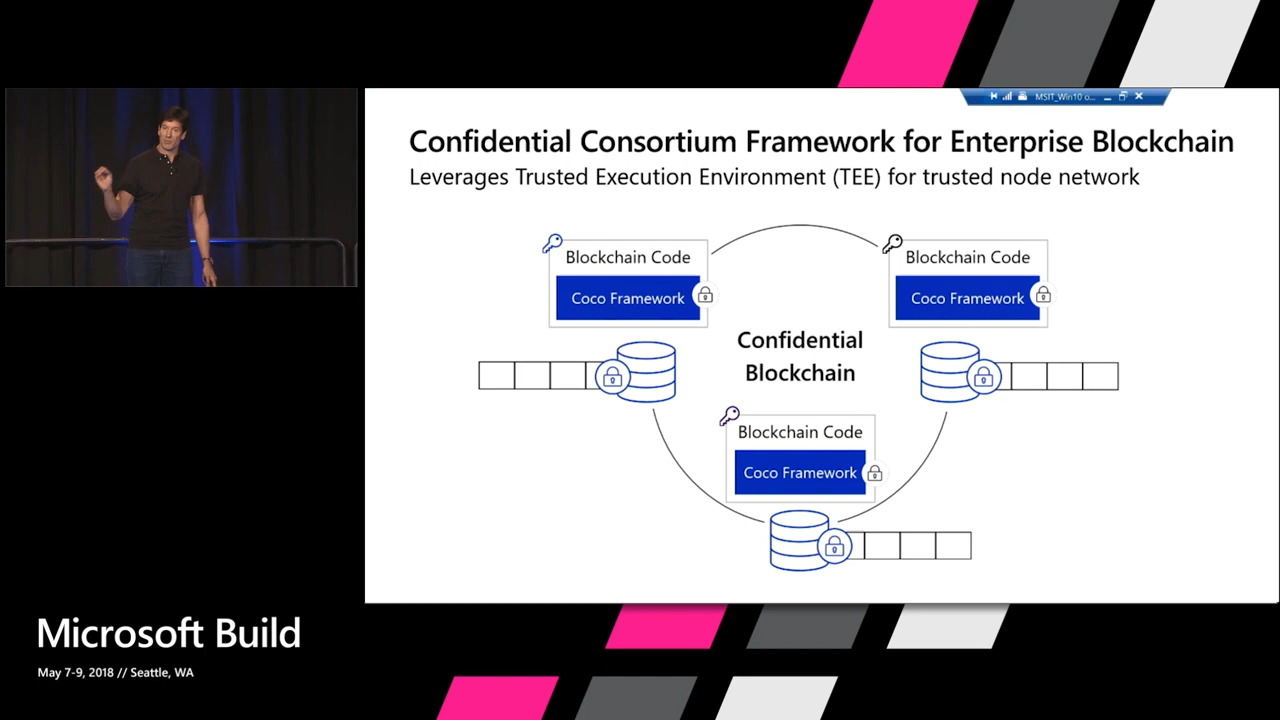 MSIT_Win10 o...
Confidential Consortium Framework for Enterprise Blockchain
Leverages Trusted Execution Environment (TEE) for trusted node network
Blockchain Code
Coco Framework
Blockchain Code
Coco Framework
Confidential
Blockchain
Blockchain Code
Coco Framework
Microsoft Build
May 7-9, 2018 // Seattle, WA